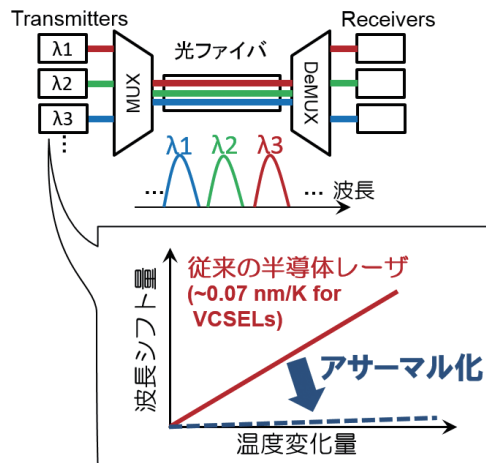 Transmitters
Receivers
λ1
λ2
λ3
⋮
MUX
光ファイバ
DeMUX
λ1 λ2 λ3
... ... 波長
波長シフト量
従来の半導体レーザ
(~0.07 nm/K for
VCSELs)
アサーマル化
温度変化量